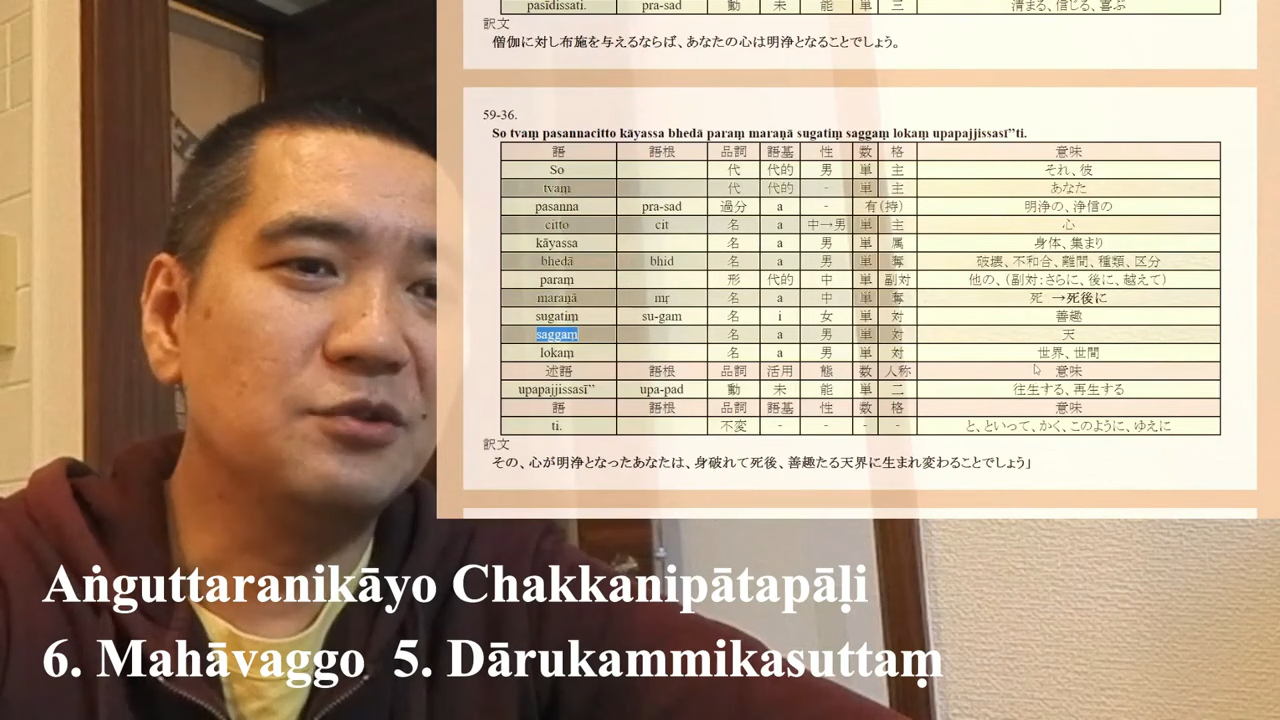 pasīdissati. pra-sad 動 未 能 単 三 清まる、信じる、喜ぶ
訳文
僧伽に対し布施を与えるならば、あなたの心は明浄となることでしょう。
59-36.
So tvaṃ pasannacitto kāyassa bhedā paraṃ maraṇā sugatiṃ saggaṃ lokaṃ upapajjissasī”ti.
語 語根 品詞 語基 性 数 格 意味
So 代 代的 男 単 主 それ、彼
tvaṃ 代 代的 - 単 主 あなた
pasanna pra-sad 過分 a - 有(持) 明浄の、浄信の
citto cit 名 a 中→男 単 主 心
kāyassa 名 a 男 単 属 身体、集まり
bhedā bhid 名 a 男 単 奪 破壊、不和合、離間、種類、区分
paraṃ 形 代的 中 単 副対 他の、(副対:さらに、後に、越えて)
maraṇā mṛ 名 a 中 単 奪 死 →死後に
sugatiṃ su-gam 名 i 女 単 対 善趣
saggaṃ 名 a 男 単 対 天
lokaṃ 名 a 男 単 対 世界、世間
述語 語根 品詞 活用 態 数 人称 意味
upapajjissasī” upa-pad 動 未 能 単 二 往生する、再生する
語 語根 品詞 語基 性 数 格 意味
ti. 不変 - - - - と、といって、かく、このように、ゆえに
訳文
その、心が明浄となったあなたは、身破れて死後、善趣たる天界に生まれ変わることでしょう」
Aṅguttaranikāyo Chakkanipātapāḷi
6. Mahāvaggo 5. Dārukammikasuttaṃ